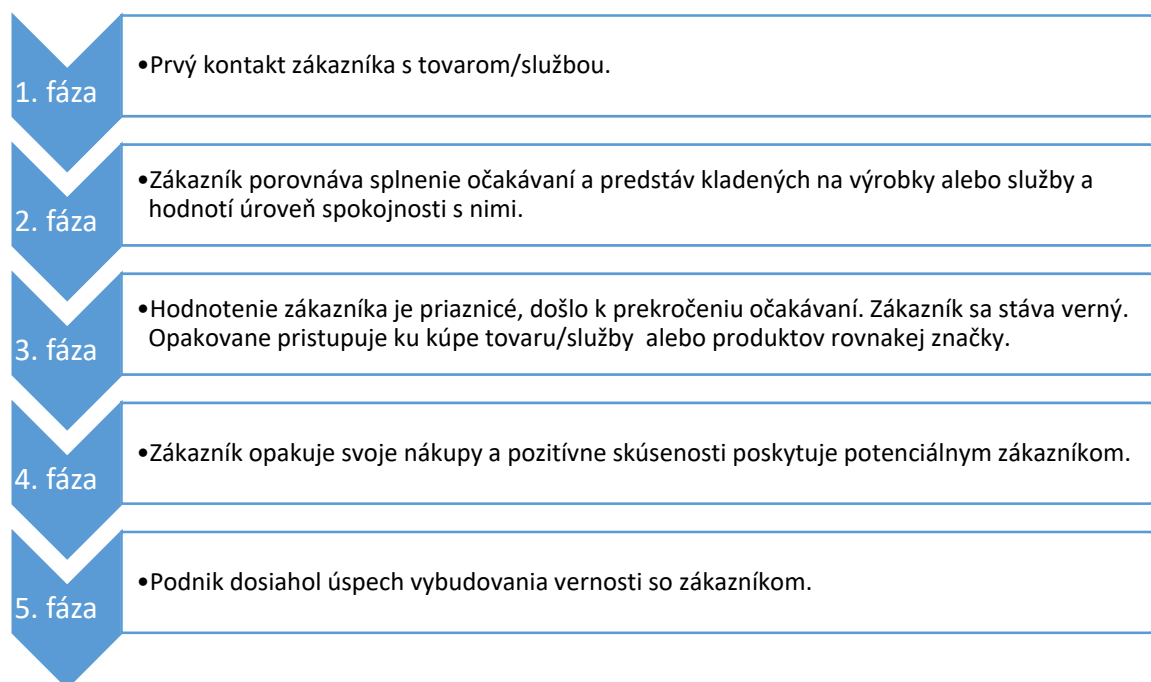 1. fáza
•Prvý kontakt zákazníka s tovarom/službou.
2. fáza
•Zákazník porovnáva splnenie očakávaní a predstáv kladených na výrobky alebo služby a
hodnotí úroveň spokojnosti s nimi.
3. fáza
•Hodnotenie zákazníka je priaznicé, došlo k prekročeniu očakávaní. Zákazník sa stáva verný.
Opakovane pristupuje ku kúpe tovaru/služby  alebo produktov rovnakej značky.
4. fáza
•Zákazník opakuje svoje nákupy a pozitívne skúsenosti poskytuje potenciálnym zákazníkom.
5. fáza
•Podnik dosiahol úspech vybudovania vernosti so zákazníkom.